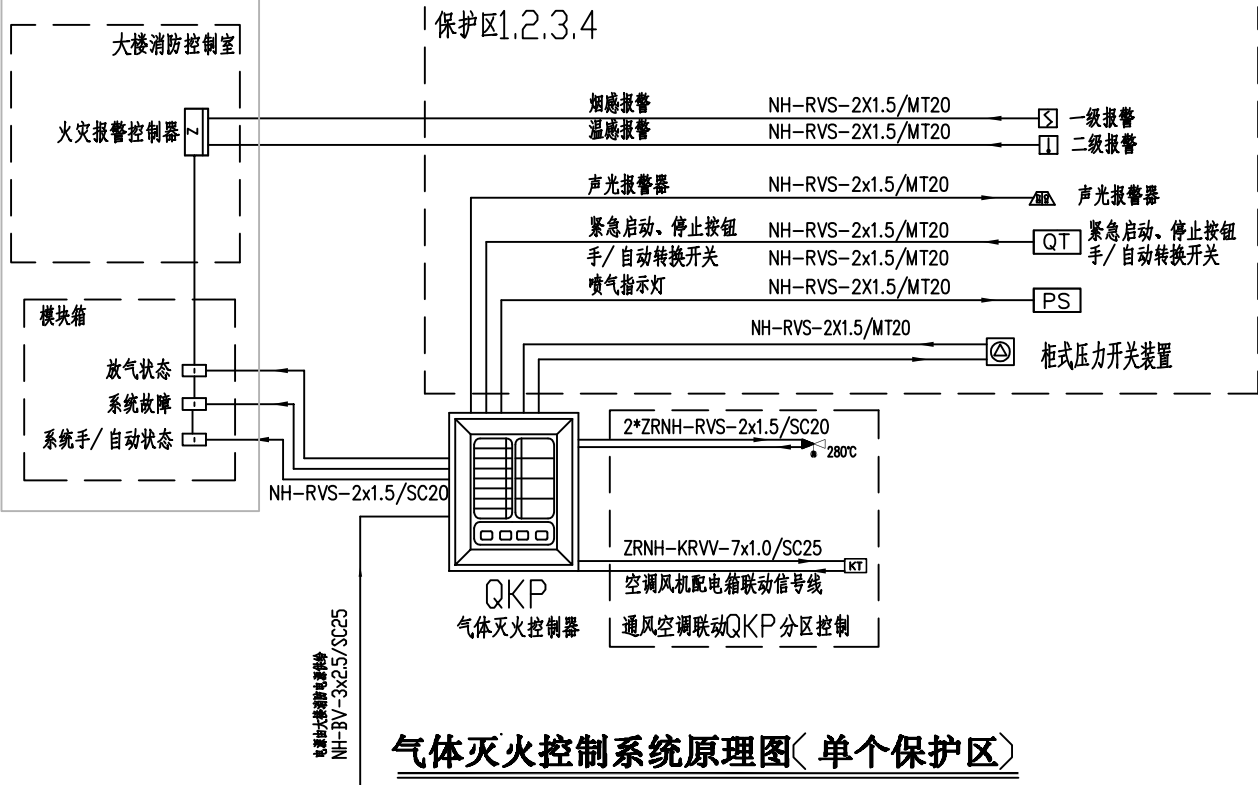 保护区1.2.3.4
大楼消防控制室
火灾报警控制器
Z
烟感报警 NH-RVS-2X1.5/MT20 一级报警
温感报警 NH-RVS-2X1.5/MT20 二级报警
声光报警器 NH-RVS-2x1.5/MT20 声光报警器
紧急启动、停止按钮 NH-RVS-2x1.5/MT20 QT 紧急启动、停止按钮
手/自动转换开关 NH-RVS-2X1.5/MT20 手/自动转换开关
喷气指示灯 NH-RVS-2X1.5/MT20 PS
NH-RVS-2X1.5/MT20 柜式压力开关装置
模块箱
放气状态
系统故障
系统手/自动状态
NH-RVS-2x1.5/SC20
2*ZRNH-RVS-2x1.5/SC20
280℃
ZRNH-KRVV-7x1.0/SC25
KT
空调风机配电箱联动信号线
通风空调联动QKP分区控制
QKP
气体灭火控制器
电源由大楼消防电源供给
NH-BV-3x2.5/SC25
气体灭火控制系统原理图(单个保护区)